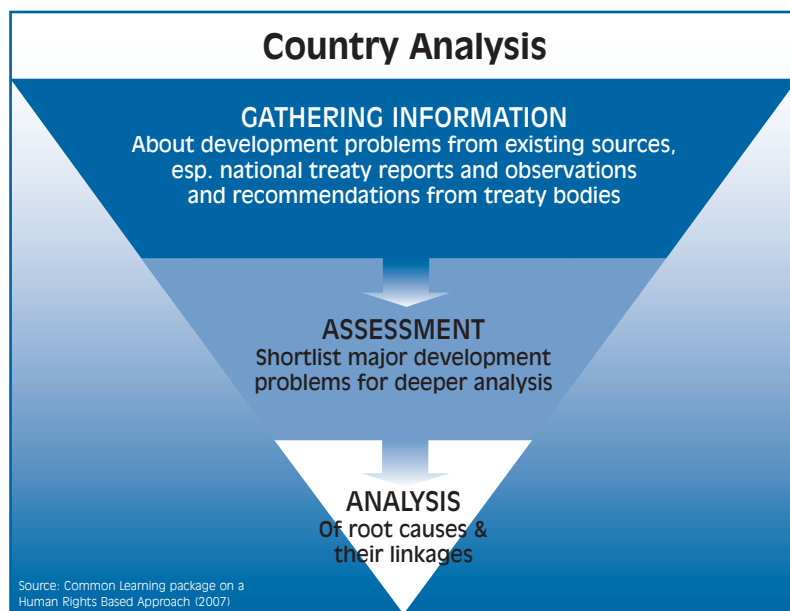 Country Analysis
GATHERING INFORMATION
About development problems from existing sources,
esp. national treaty reports and observations
and recommendations from treaty bodies
ASSESSMENT
Shortlist major development
problems for deeper analysis
ANALYSIS
Of root causes &
their linkages
Source: Common Learning package on a
Human Rights Based Approach (2007)